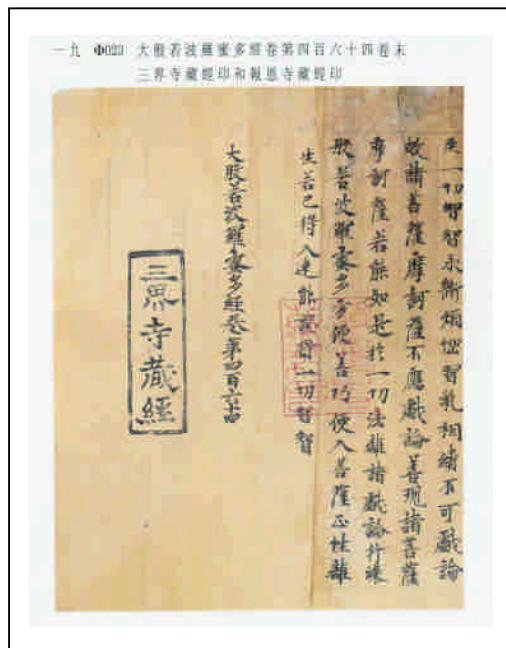 一九 Ф023 大般若波羅蜜多經卷第四百六十四卷末
三界寺藏經印和報恩寺藏經印
一切智智永斷煩惱習氣相續不可戲論
故諸菩薩摩訶薩不應戲論善現諸菩薩
摩訶薩若能如是於一切法離諸戲論行深
般若波羅蜜多方便善巧便入菩薩正性離
生若已得入速能證得一切智智
大般若波羅蜜多經卷第四百六十四
三界寺藏經